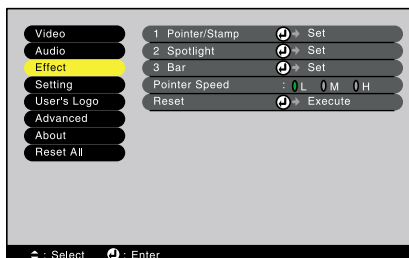 Video
Audio
Effect
Setting
User's Logo
Advanced
About
Reset All
1 Pointer/Stamp Set
2 Spotlight Set
3 Bar Set
Pointer Speed : L M H
Reset Execute
: Select : Enter